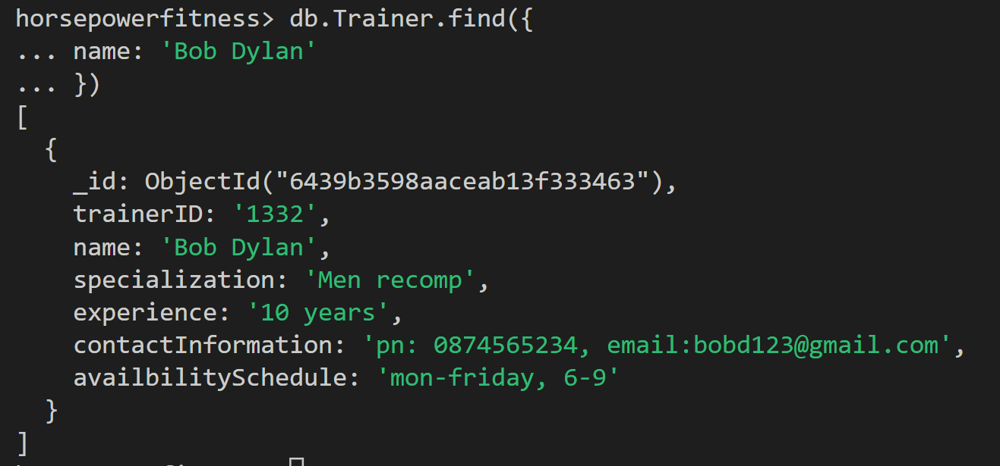 horsepowerfitness> db.Trainer.find({
... name: 'Bob Dylan'
... })
[
  {
    _id: ObjectId("6439b3598aaceab13f333463"),
    trainerID: '1332',
    name: 'Bob Dylan',
    specialization: 'Men recomp',
    experience: '10 years',
    contactInformation: 'pn: 0874565234, email:bobd123@gmail.com',
    availbilitySchedule: 'mon-friday, 6-9'
  }
]